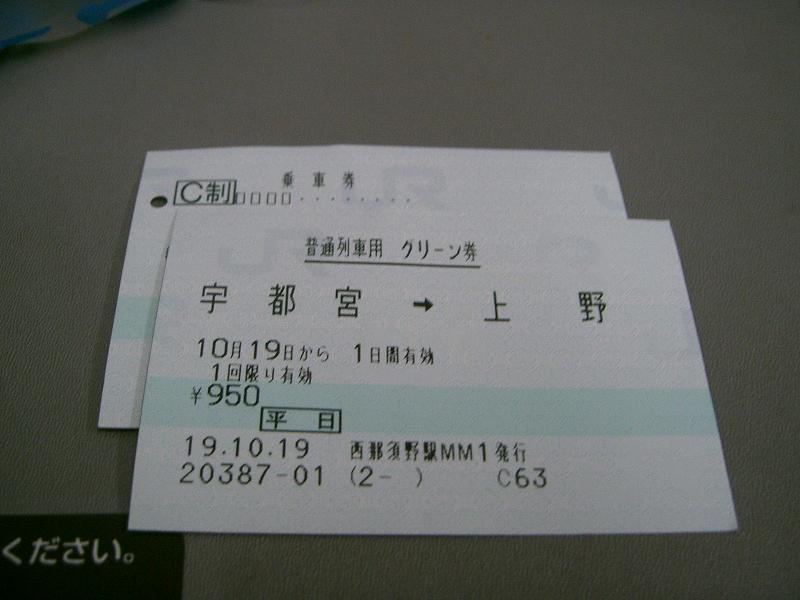 乗車券
C制
普通列車用 グリーン券
宇都宮 → 上野
10月19日から 1日間有効
1回限り有効
¥950
平日
19.10.19 西那須野駅MM1発行
20387-01 (2- ) C63
ください。